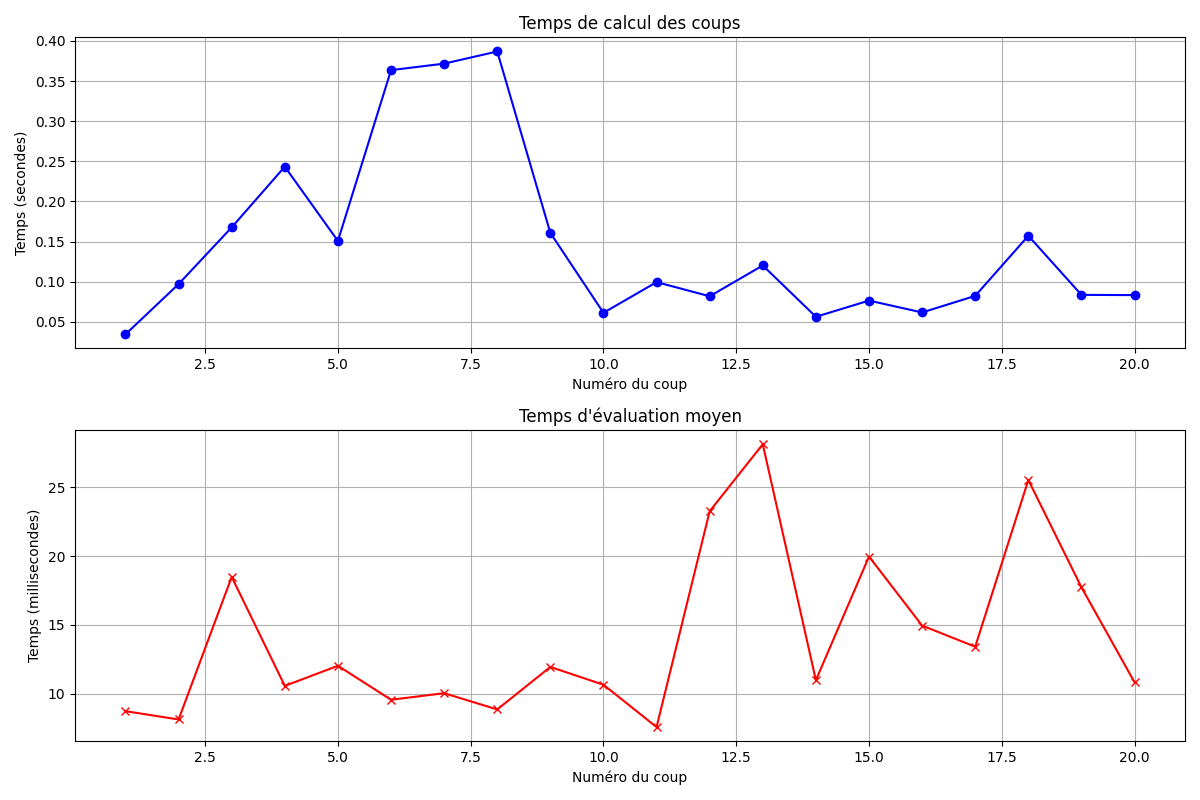 Temps de calcul des coups
Temps (secondes)
0.40
0.35
0.30
0.25
0.20
0.15
0.10
0.05
2.5 5.0 7.5 10.0 12.5 15.0 17.5 20.0
Numéro du coup
Temps d'évaluation moyen
Temps (millisecondes)
25
20
15
10
2.5 5.0 7.5 10.0 12.5 15.0 17.5 20.0
Numéro du coup